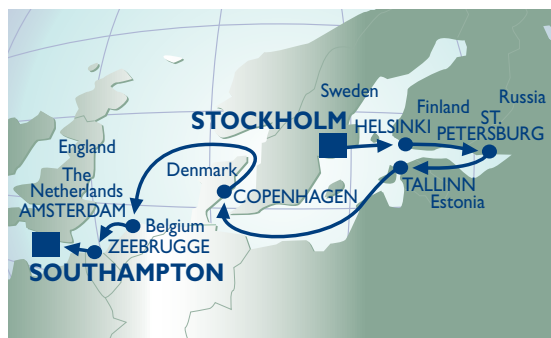 Sweden
Russia
Finland
ST.
PETERSBURG
STOCKHOLM
HELSINKI
England
The
Netherlands
AMSTERDAM
Denmark
COPENHAGEN
TALLINN
Estonia
Belgium
ZEEBRUGGE
SOUTHAMPTON